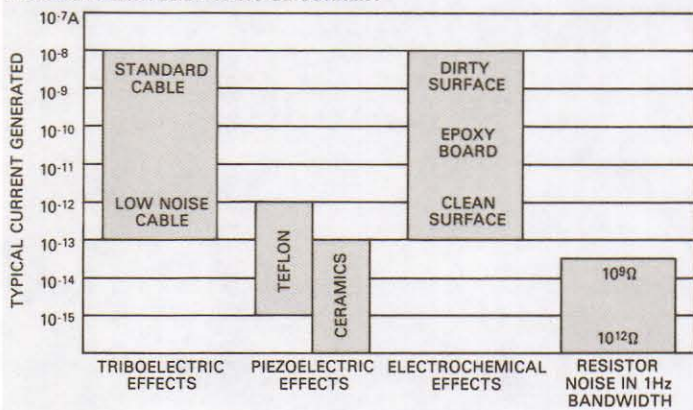 10-7A
10-8
10-9
10-10
10-11
10-12
10-13
10-14
10-15
TYPICAL CURRENT GENERATED
STANDARD
CABLE
LOW NOISE
CABLE
TEFLON
CERAMICS
DIRTY
SURFACE
EPOXY
BOARD
CLEAN
SURFACE
10⁹Ω
10¹²Ω
TRIBOELECTRIC
EFFECTS
PIEZOELECTRIC
EFFECTS
ELECTROCHEMICAL
EFFECTS
RESISTOR
NOISE IN 1Hz
BANDWIDTH